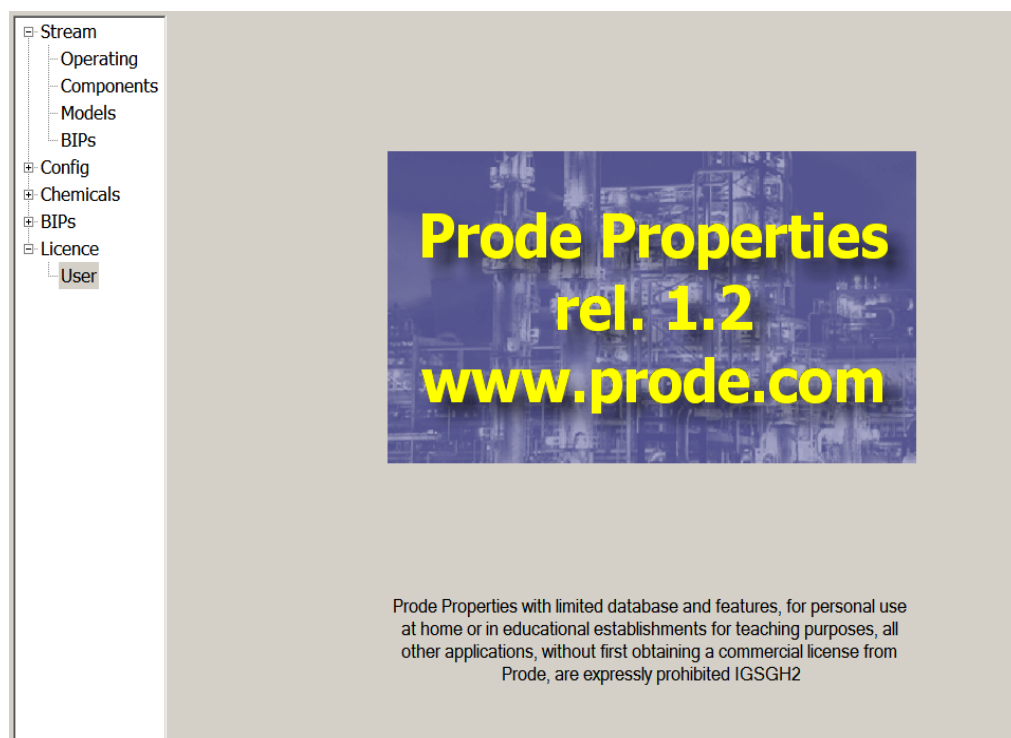 Stream
Operating
Components
Models
BIPs
Config
Chemicals
BIPs
Licence
User
Prode Properties
rel. 1.2
www.prode.com
Prode Properties with limited database and features, for personal use
at home or in educational establishments for teaching purposes, all
other applications, without first obtaining a commercial license from
Prode, are expressly prohibited IGSGH2